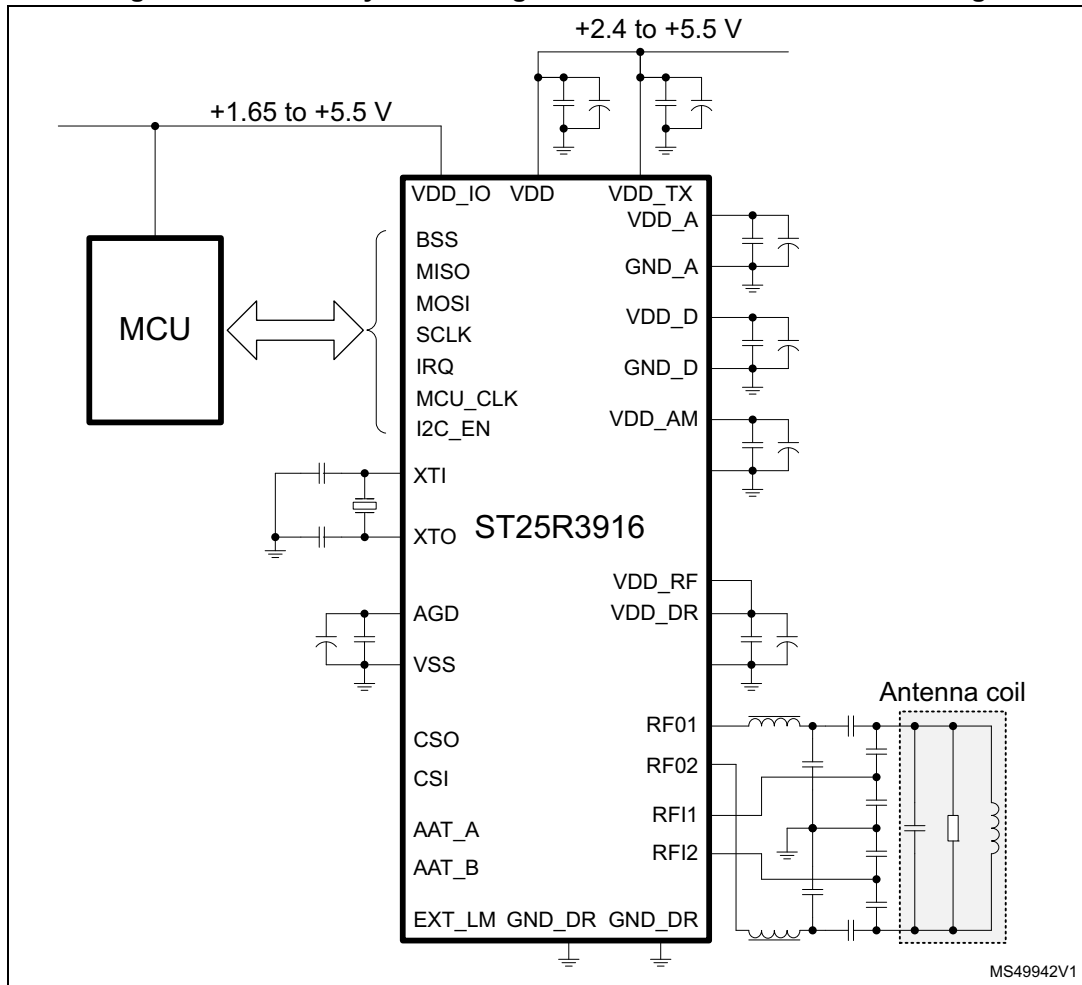 +2.4 to +5.5 V
+1.65 to +5.5 V
VDD_IO VDD VDD_TX
VDD_A
BSS
GND_A
MISO
MOSI
VDD_D
MCU
SCLK
IRQ
GND_D
MCU_CLK
VDD_AM
I2C_EN
XTI
XTO
ST25R3916
VDD_RF
AGD
VDD_DR
VSS
Antenna coil
RF01
CSO
RF02
CSI
RFI1
AAT_A
RFI2
AAT_B
EXT_LM GND_DR GND_DR
MS49942V1